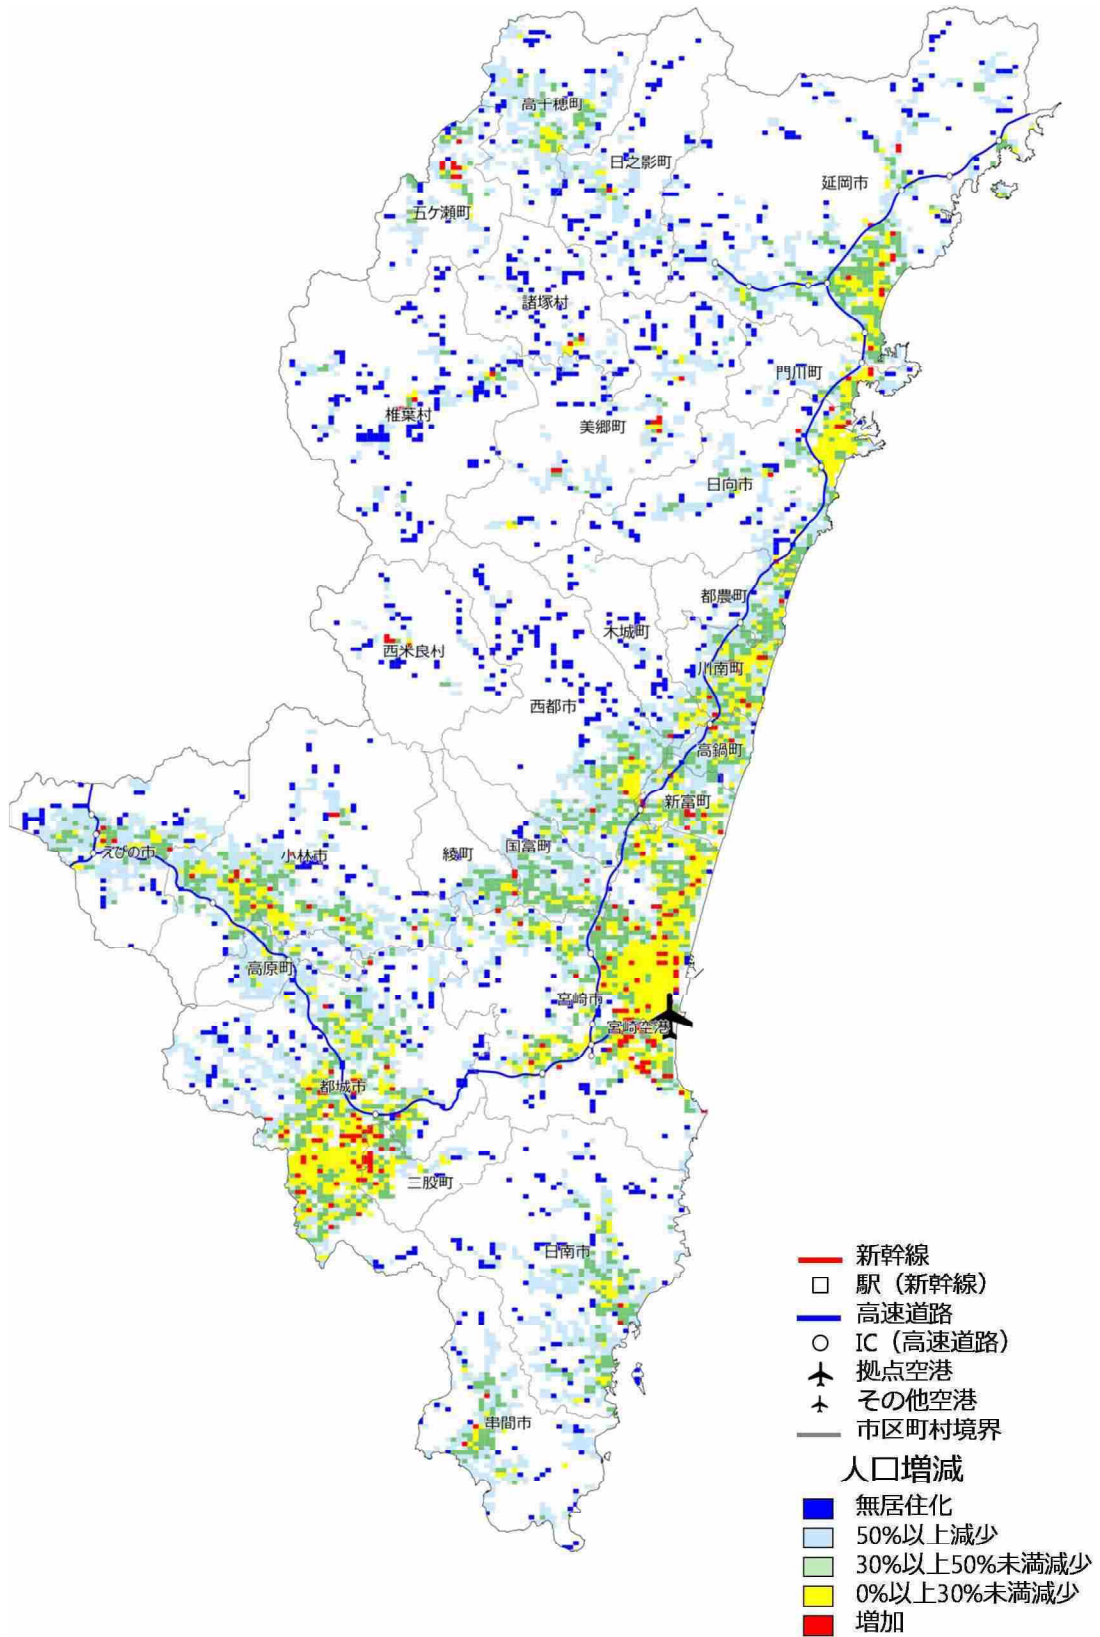 高千穂町
日之影町
延岡市
五ケ瀬町
諸塚村
門川町
椎葉村
美郷町
日向市
都農町
木城町
西米良村
川南町
西都市
高鍋町
新富町
えびの市
小林市
綾町
国富町
高原町
宮崎市
宮崎空港
都城市
三股町
日南市
串間市
新幹線
駅（新幹線）
高速道路
IC（高速道路）
拠点空港
その他空港
市区町村境界
人口増減
無居住化
50%以上減少
30%以上50%未満減少
0%以上30%未満減少
増加